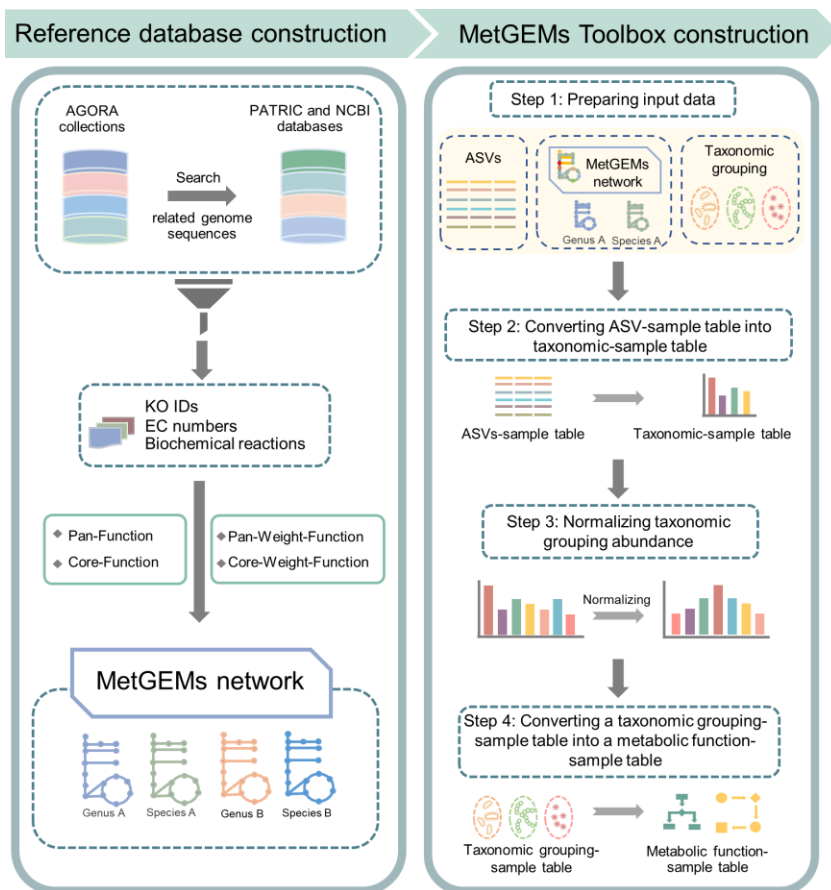 Reference database construction
MetGEMs Toolbox construction
AGORA
collections
PATRIC and NCBI
databases
Search
related genome
sequences
KO IDs
EC numbers
Biochemical reactions
Pan-Function
Core-Function
Pan-Weight-Function
Core-Weight-Function
MetGEMs network
Genus A
Species A
Genus B
Species B
Step 1: Preparing input data
ASVs
MetGEMs
network
Genus A
Species A
Taxonomic
grouping
Step 2: Converting ASV-sample table into
taxonomic-sample table
ASVs-sample table
Taxonomic-sample table
Step 3: Normalizing taxonomic
grouping abundance
Normalizing
Step 4: Converting a taxonomic grouping-
sample table into a metabolic function-
sample table
Taxonomic grouping-
sample table
Metabolic function-
sample table